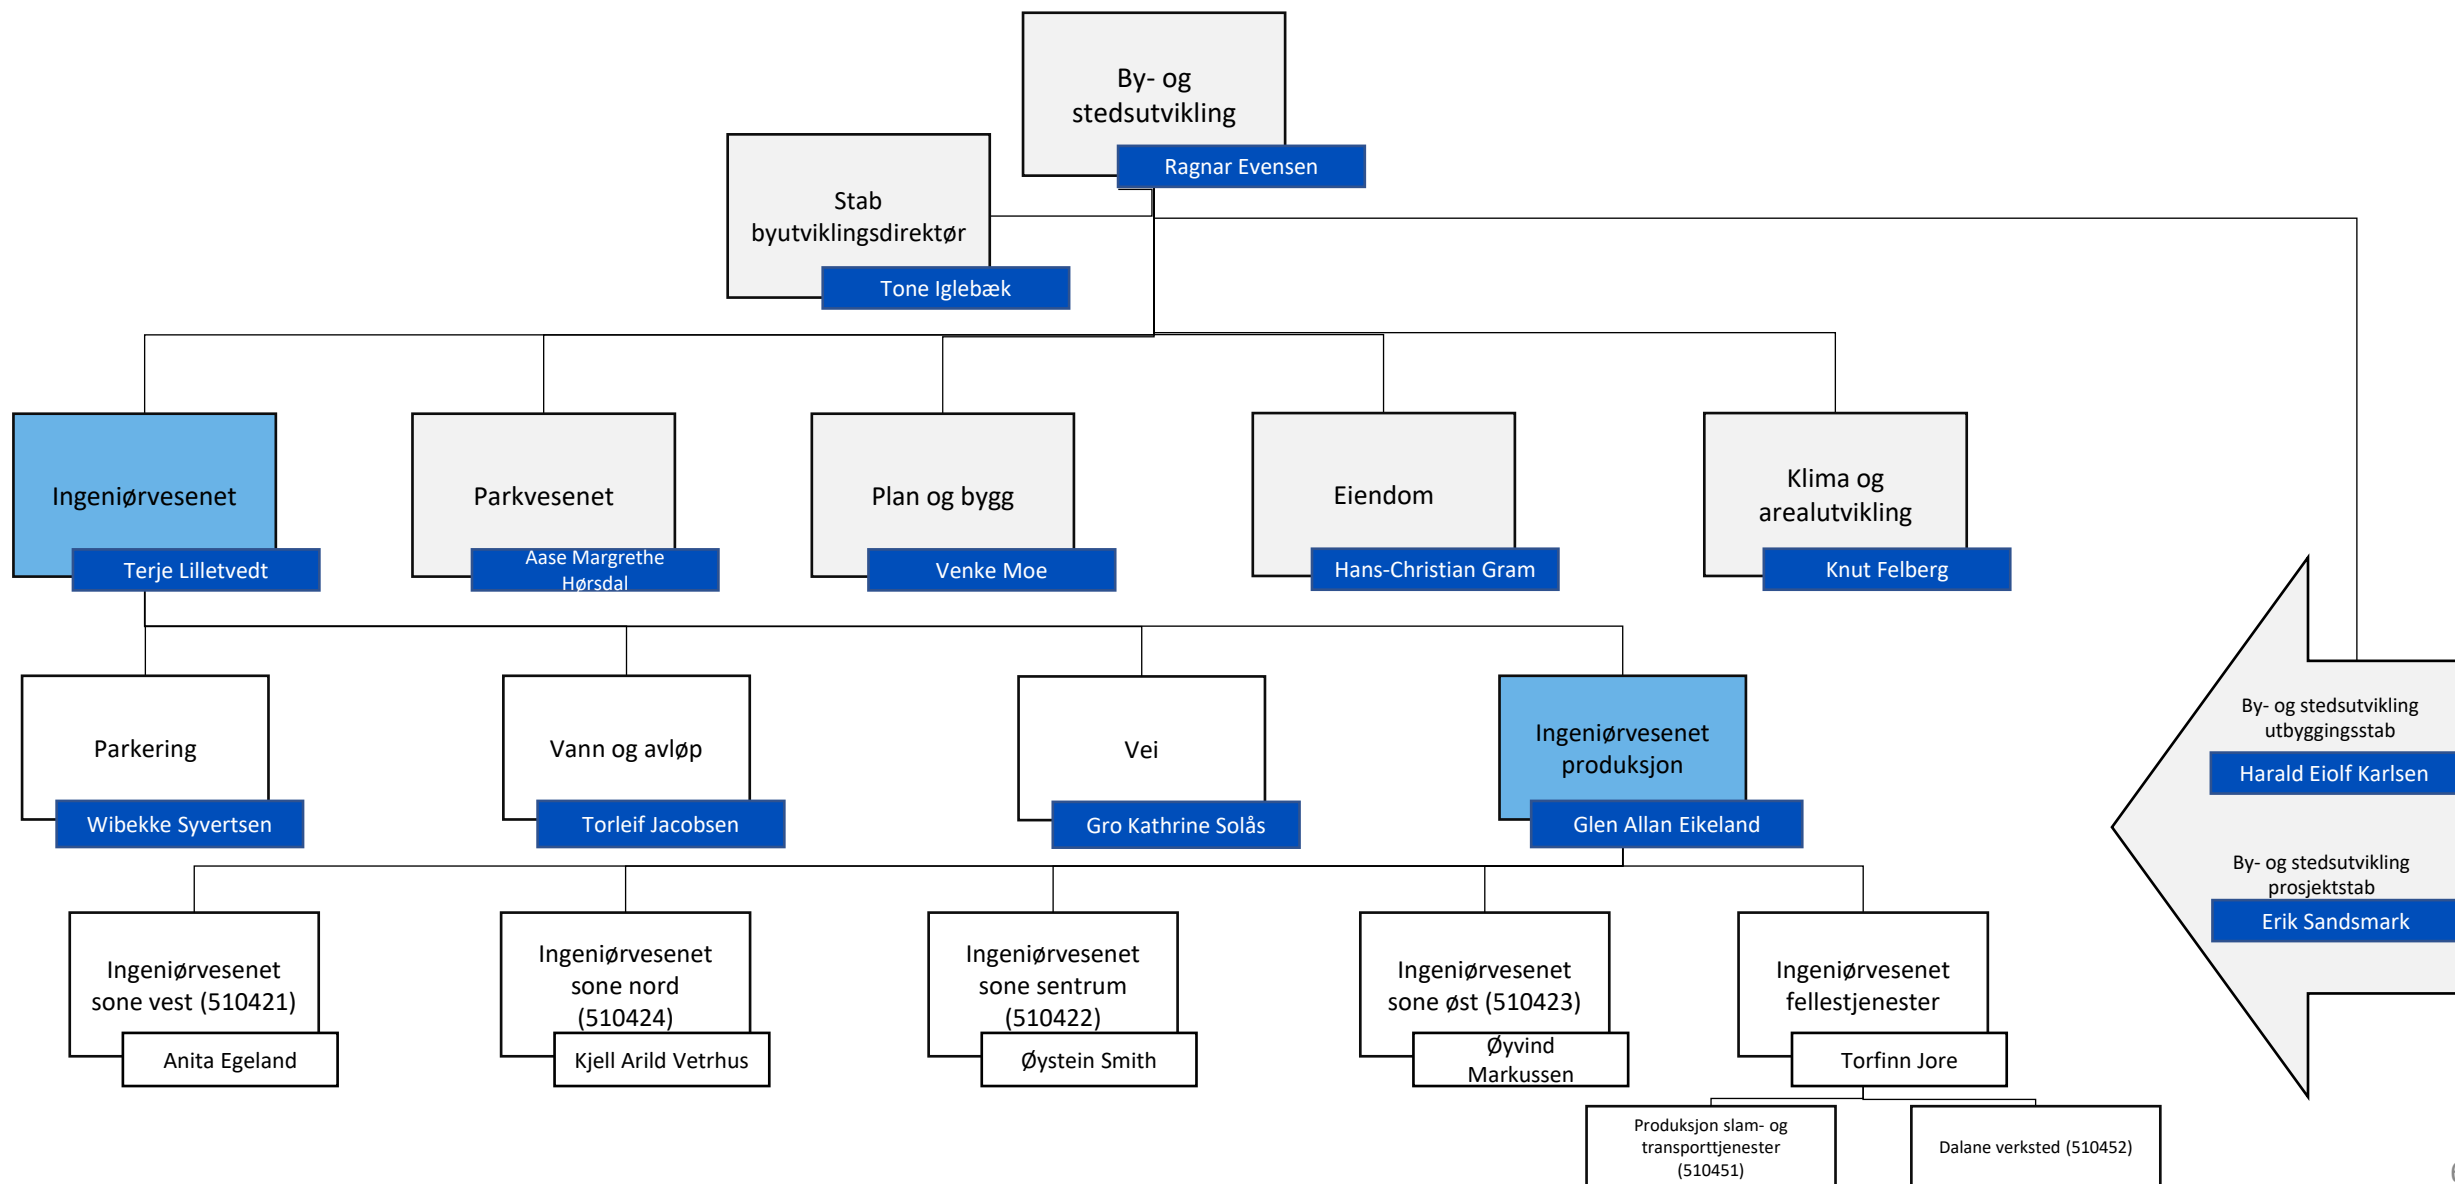 By- og
stedsutvikling
Ragnar Evensen
Stab
byutviklingsdirektør
Tone Iglebæk
Ingeniørvesenet
Terje Lilletvedt
Parkvesenet
Aase Margrethe
Hørsdal
Plan og bygg
Venke Moe
Eiendom
Hans-Christian Gram
Klima og
arealutvikling
Knut Felberg
By- og stedsutvikling
utbyggingsstab
Harald Eiolf Karlsen
By- og stedsutvikling
prosjektstab
Erik Sandsmark
Parkering
Wibekke Syvertsen
Vann og avløp
Torleif Jacobsen
Vei
Gro Kathrine Solås
Ingeniørvesenet
produksjon
Glen Allan Eikeland
Ingeniørvesenet
sone vest (510421)
Anita Egeland
Ingeniørvesenet
sone nord
(510424)
Kjell Arild Vetrhus
Ingeniørvesenet
sone sentrum
(510422)
Øystein Smith
Ingeniørvesenet
sone øst (510423)
Øyvind
Markussen
Ingeniørvesenet
fellestjenester
Torfinn Jore
Produksjon slam- og
transporttjenester
(510451)
Dalane verksted (510452)